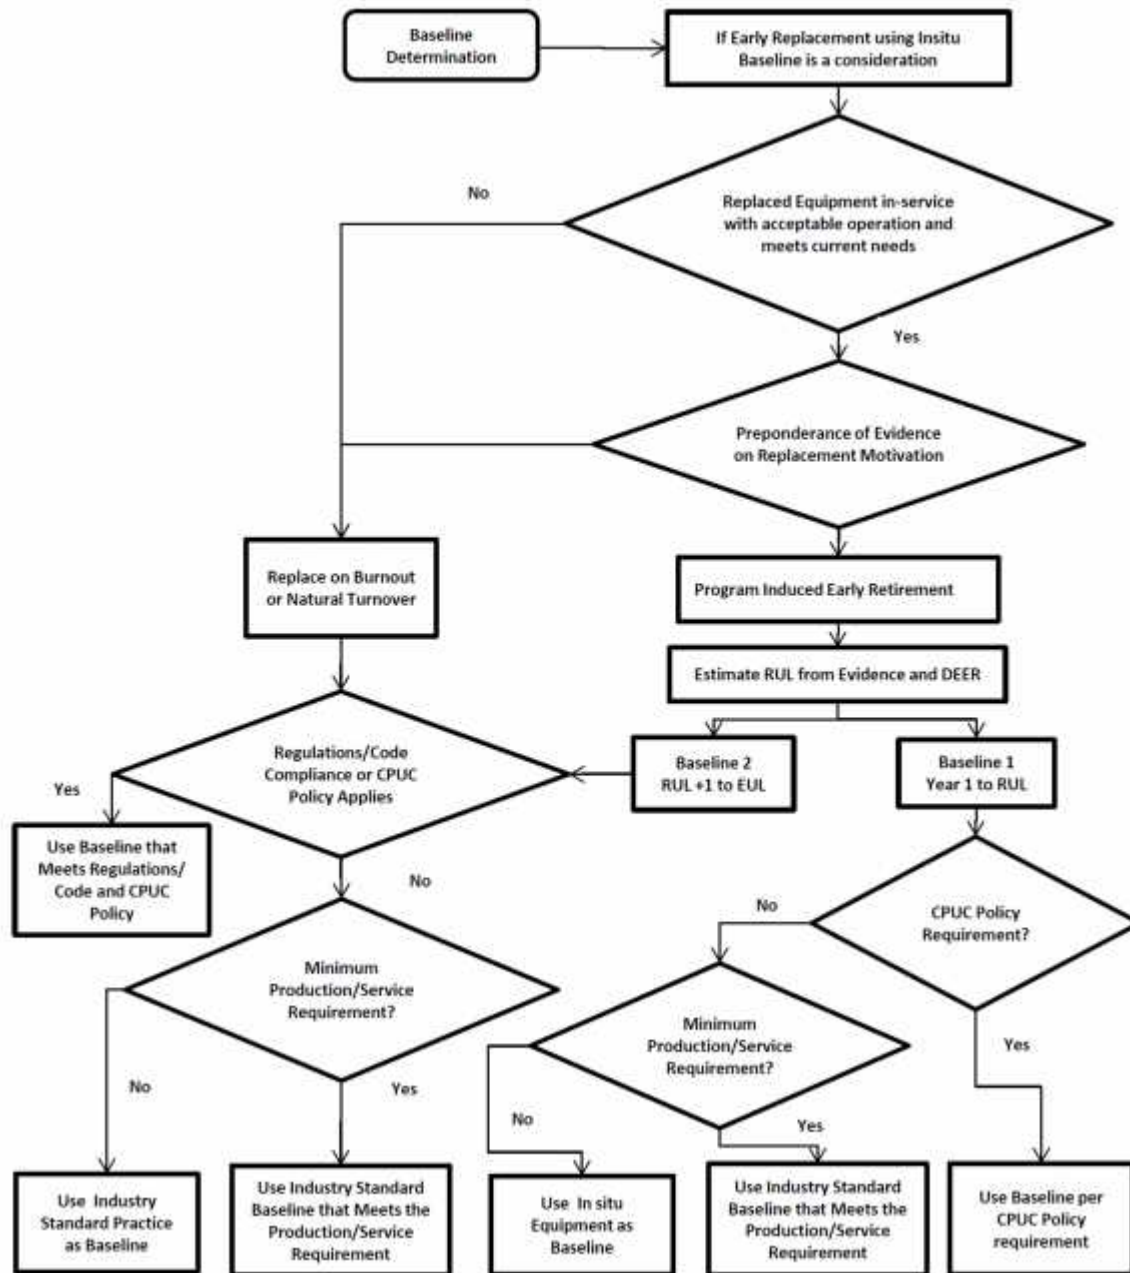 Baseline
Determination
If Early Replacement using Insitu
Baseline is a consideration
No
Replaced Equipment in-service
with acceptable operation and
meets current needs
Yes
Preponderance of Evidence
on Replacement Motivation
Replace on Burnout
or Natural Turnover
Program Induced Early Retirement
Estimate RUL from Evidence and DEER
Regulations/Code
Compliance or CPUC
Policy Applies
Baseline 2
RUL +1 to EUL
Baseline 1
Year 1 to RUL
Yes
Use Baseline that
Meets Regulations/
Code and CPUC
Policy
No
No
CPUC Policy
Requirement?
Minimum
Production/Service
Requirement?
Minimum
Production/Service
Requirement?
Yes
No
Yes
No
Yes
Use Industry
Standard Practice
as Baseline
Use Industry Standard
Baseline that Meets the
Production/Service
Requirement
Use In situ
Equipment as
Baseline
Use Industry Standard
Baseline that Meets the
Production/Service
Requirement
Use Baseline per
CPUC Policy
requirement